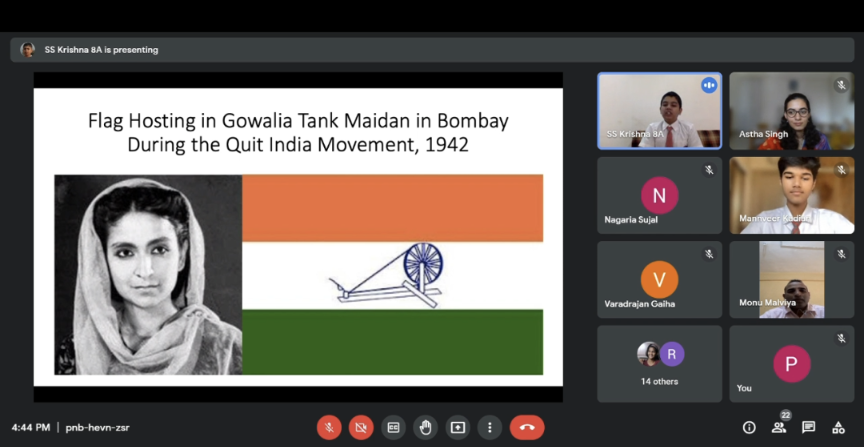 SS Krishna 8A is presenting
Flag Hosting in Gowalia Tank Maidan in Bombay
During the Quit India Movement, 1942
SS Krishna 8A
Astha Singh
N
Nagaria Sujal
Mannveer Kadian
V
Varadrajan Gaiha
Monu Malviya
R
14 others
P
You
4:44 PM | pnb-hevn-zsr
22